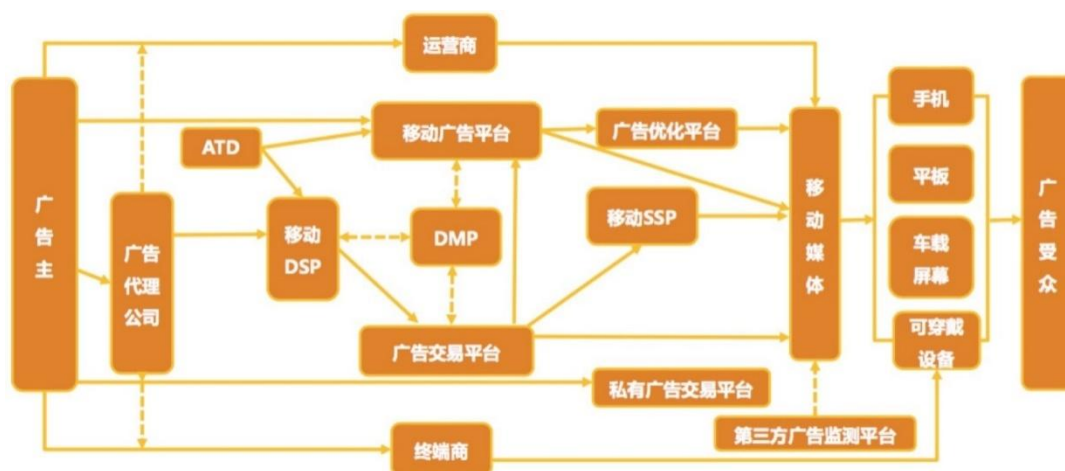 运营商
广
告
主
ATD
移动广告平台
广告优化平台
广告
代理
公司
移动
DSP
DMP
移动SSP
广告交易平台
私有广告交易平台
终端商
第三方广告监测平台
移
动
媒
体
手机
平板
车载
屏幕
可穿戴
设备
广
告
受
众